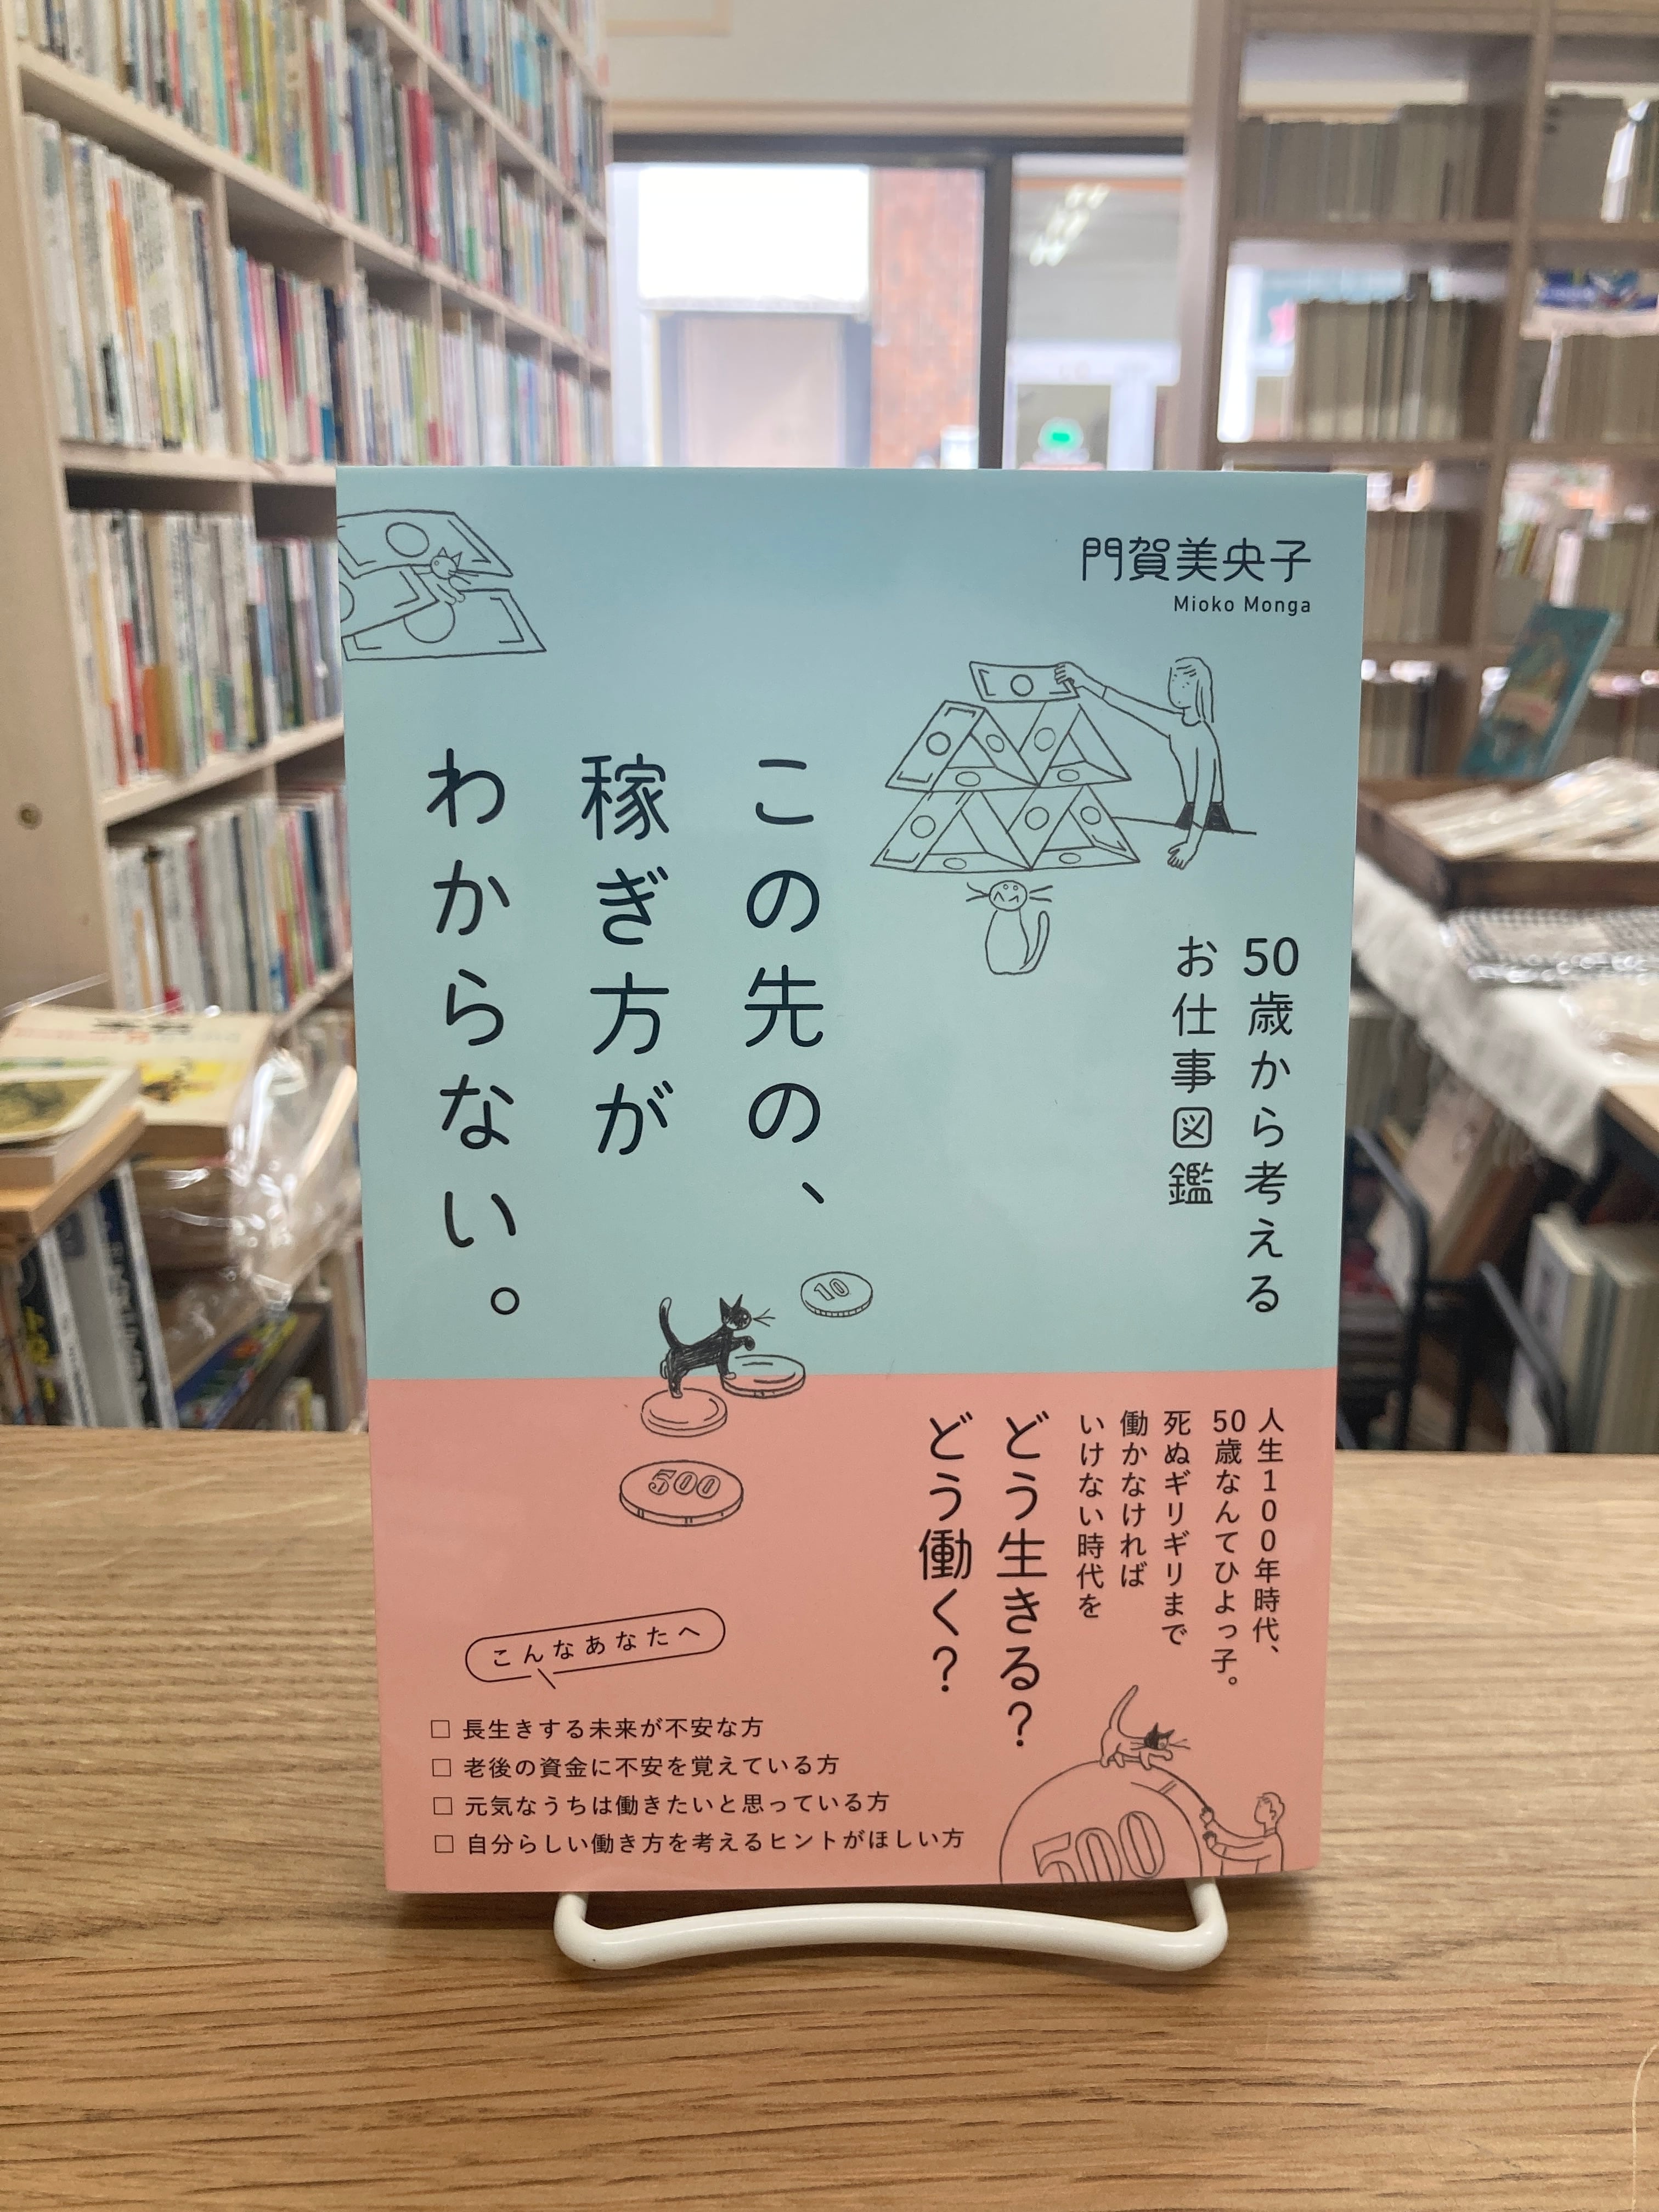 門賀美央子
Mioko Monga
50歳から考える
お仕事図鑑
この先の、
稼ぎ方が
わからない。
10
500
人生100年時代、
50歳なんてひよっ子。
死ぬギリギリまで
働かなければ
いけない時代を
どう生きる?
どう働く?
こんなあなたへ
□ 長生きする未来が不安な方
□ 老後の資金に不安を覚えている方
□ 元気なうちは働きたいと思っている方
□ 自分らしい働き方を考えるヒントがほしい方
500